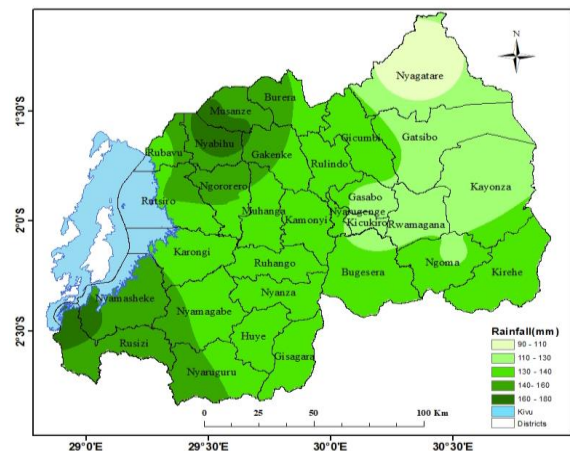 N
Nyagatare
Burera
Musanze
1°30'S
Gicumbi
Gatsibo
Nyabihu
Rubavu
Gakenke
Rulindo
Ngororero
Kayonza
Gasabo
Rutsiro
Nyarugenge
Muhanga
Kamonyi
Kicukiro
Rwamagana
2°0'S
Karongi
Ruhango
Bugesera
Ngoma
Kirehe
Nyamasheke
Nyanza
Nyamagabe
2°30'S
Rusizi
Huye
Gisagara
Nyaruguru
Rainfall(mm)
90 - 110
110 - 130
130 - 140
140 - 160
160 - 180
Kivu
Districts
0 25 50 100 Km
29°0'E 29°30'E 30°0'E 30°30'E